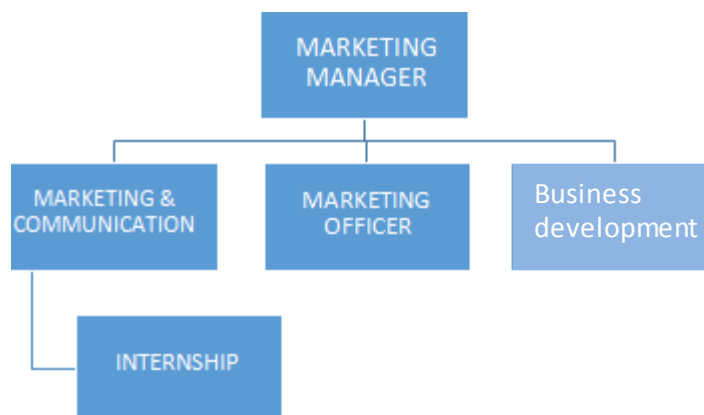 MARKETING
MANAGER
MARKETING &
COMMUNICATION
MARKETING
OFFICER
Business
development
INTERNSHIP